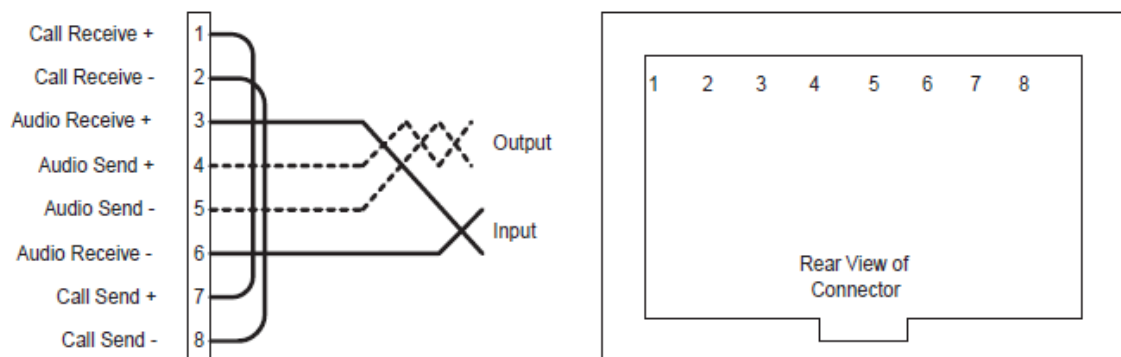 Call Receive + 1
Call Receive - 2
Audio Receive + 3
Audio Send + 4
Audio Send - 5
Audio Receive - 6
Call Send + 7
Call Send - 8
Output
Input
1 2 3 4 5 6 7 8
Rear View of
Connector